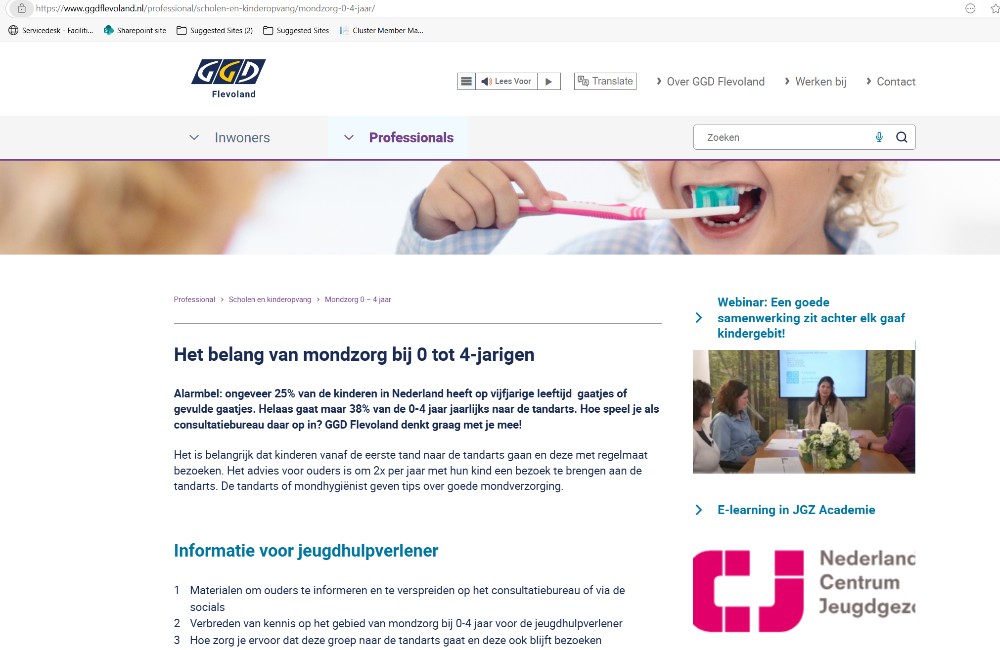 https://www.ggdflevoland.nl/professional/scholen-en-kinderopvang/mondzorg-0-4-jaar/
Servicedesk - Faciliti...
Sharepoint site
Suggested Sites (2)
Suggested Sites
Cluster Member Ma...
GGD
Flevoland
Lees Voor
Translate
Over GGD Flevoland
Werken bij
Contact
Inwoners
Professionals
Zoeken
Professional > Scholen en kinderopvang > Mondzorg 0 – 4 jaar
Het belang van mondzorg bij 0 tot 4-jarigen
Alarmbel: ongeveer 25% van de kinderen in Nederland heeft op vijfjarige leeftijd gaatjes of
gevulde gaatjes. Helaas gaat maar 38% van de 0-4 jaar jaarlijks naar de tandarts. Hoe speel je als
consultatiebureau daar op in? GGD Flevoland denkt graag met je mee!
Het is belangrijk dat kinderen vanaf de eerste tand naar de tandarts gaan en deze met regelmaat
bezoeken. Het advies voor ouders is om 2x per jaar met hun kind een bezoek te brengen aan de
tandarts. De tandarts of mondhygiënist geven tips over goede mondverzorging.
Informatie voor jeugdhulpverlener
1 Materialen om ouders te informeren en te verspreiden op het consultatiebureau of via de
socials
2 Verbreden van kennis op het gebied van mondzorg bij 0-4 jaar voor de jeugdhulpverlener
3 Hoe zorg je ervoor dat deze groep naar de tandarts gaat en deze ook blijft bezoeken
Webinar: Een goede
samenwerking zit achter elk gaaf
kindergebit!
JOGG
E-learning in JGZ Academie
Nederland
Centrum
Jeugdgezo